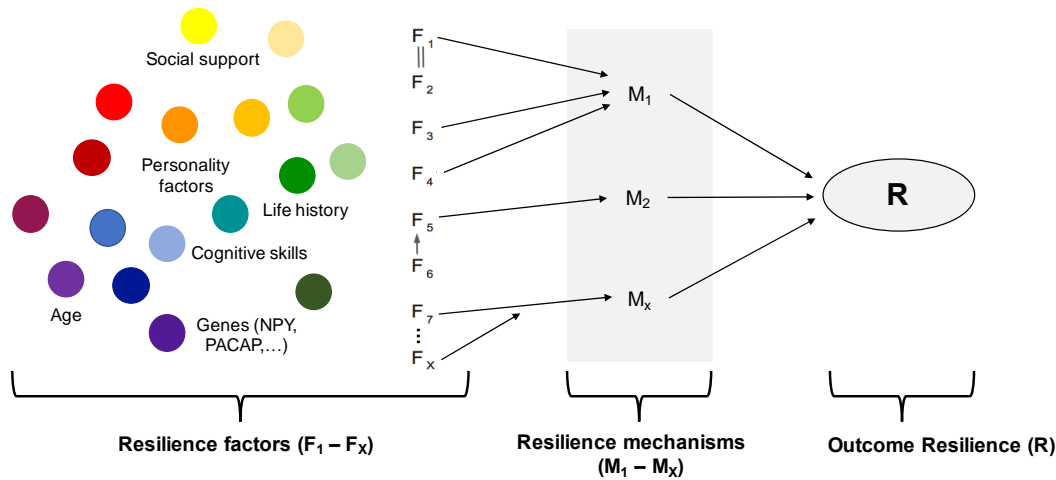 Social support
Personality
factors
Life history
Cognitive skills
Age
Genes (NPY,
PACAP,…)
F₁
F₂
F₃
F₄
F₅
F₆
F₇
⋮
Fₓ
M₁
M₂
Mₓ
R
Resilience factors (F₁ – Fₓ)
Resilience mechanisms
(M₁ – Mₓ)
Outcome Resilience (R)